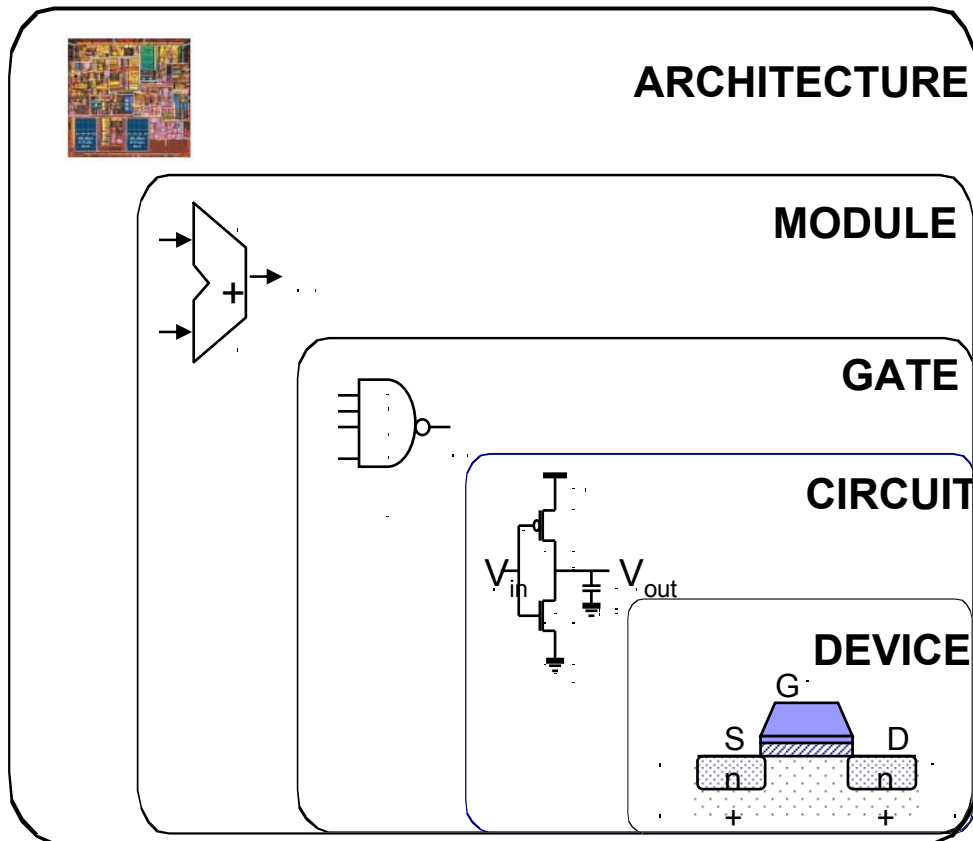 ARCHITECTURE
MODULE
+
GATE
CIRCUIT
V in V out
DEVICE
G
S D
n n
+ +